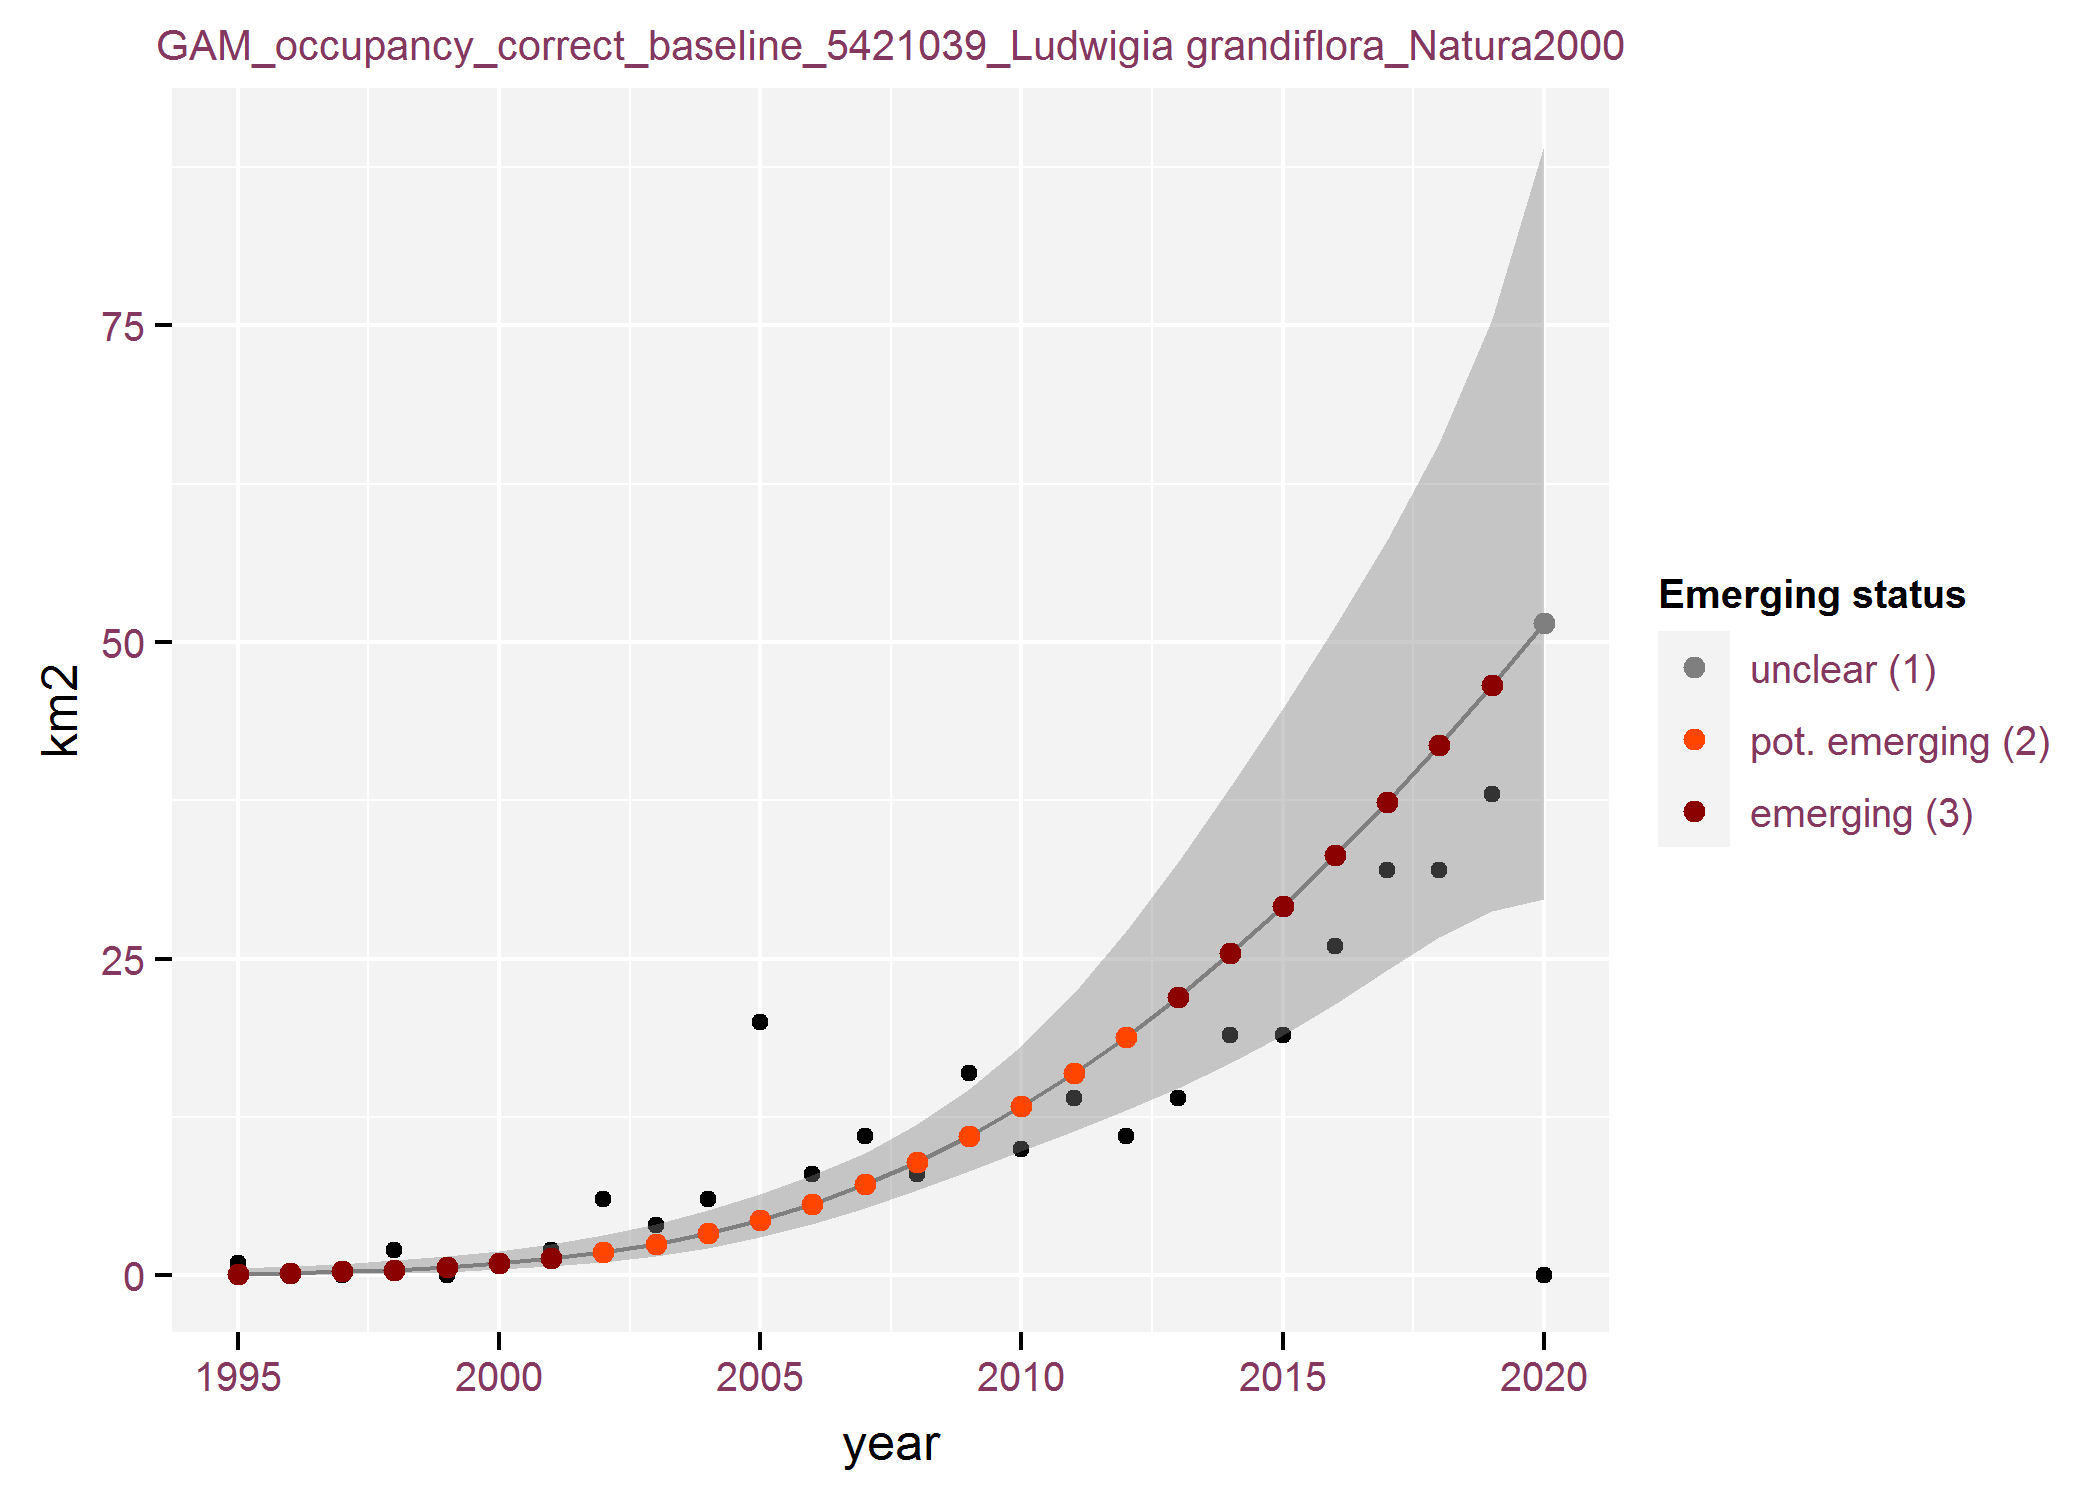 GAM_occupancy_correct_baseline_5421039_Ludwigia grandiflora_Natura2000
75
50
25
0
km2
1995 2000 2005 2010 2015 2020
year
Emerging status
unclear (1)
pot. emerging (2)
emerging (3)